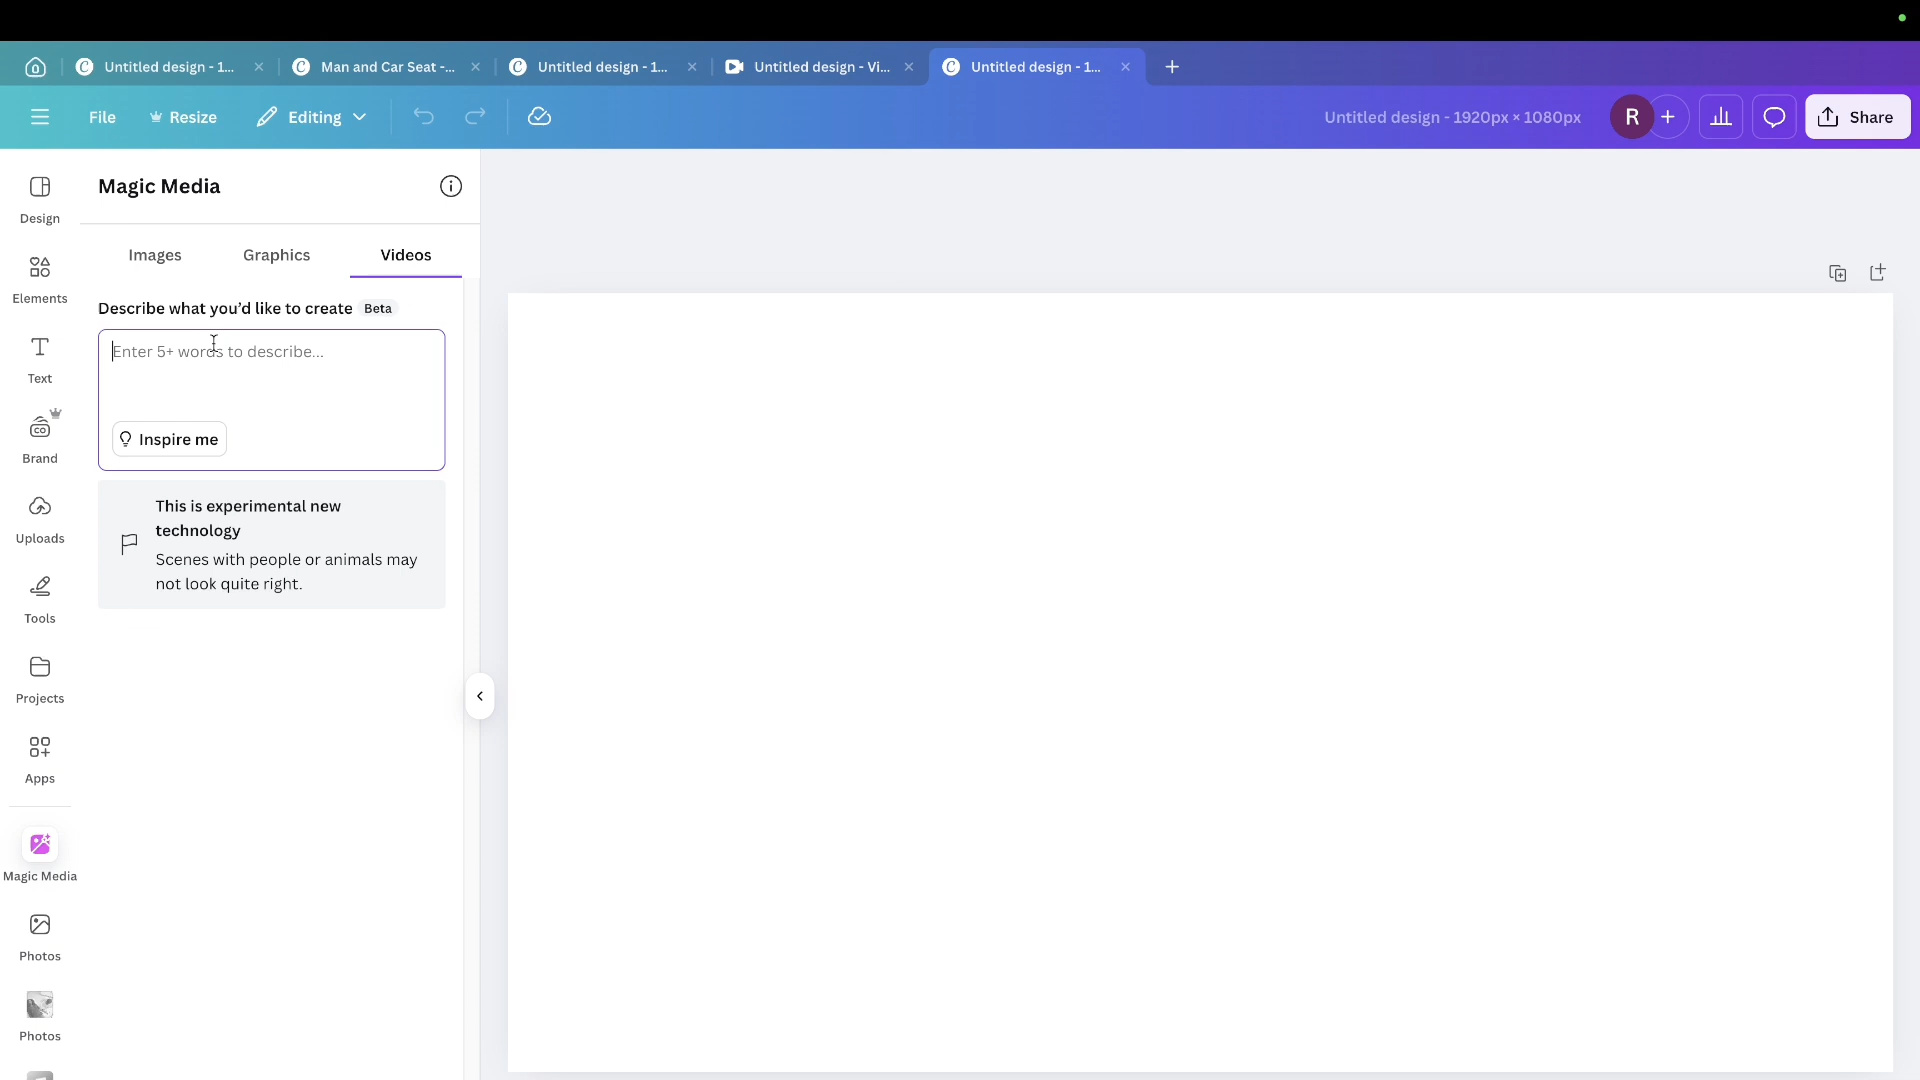 Untitled design - 1...
Man and Car Seat -...
Untitled design - 1...
Untitled design - Vi...
Untitled design - 1...
File
Resize
Editing
Untitled design - 1920px × 1080px
R
Share
Design
Elements
Text
CO
Brand
Uploads
Tools
Projects
Apps
Magic Media
Photos
Photos
Magic Media
Images
Graphics
Videos
Describe what you'd like to create
Beta
Enter 5+ words to describe...
Inspire me
This is experimental new
technology
Scenes with people or animals may
not look quite right.